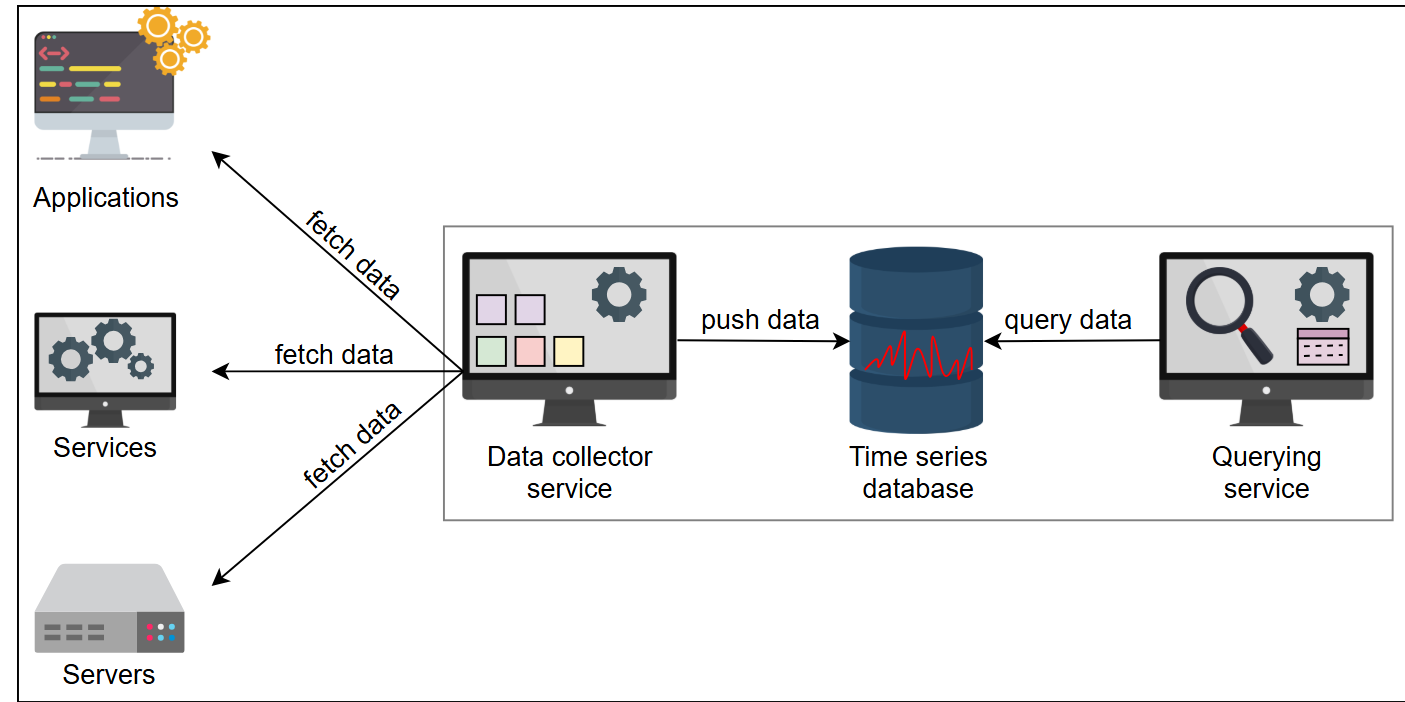 Applications
fetch data
fetch data
fetch data
Services
Servers
push data
query data
Data collector
service
Time series
database
Querying
service